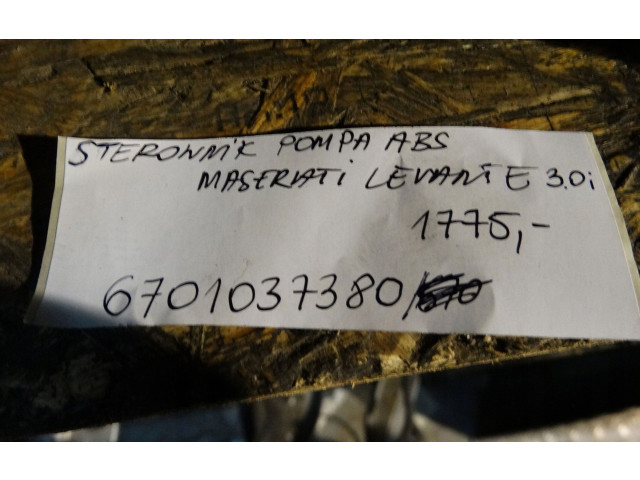 STEROWNIK POMPA ABS
MASERATI LEVANTE 3.0i
1775,-
6701037380/